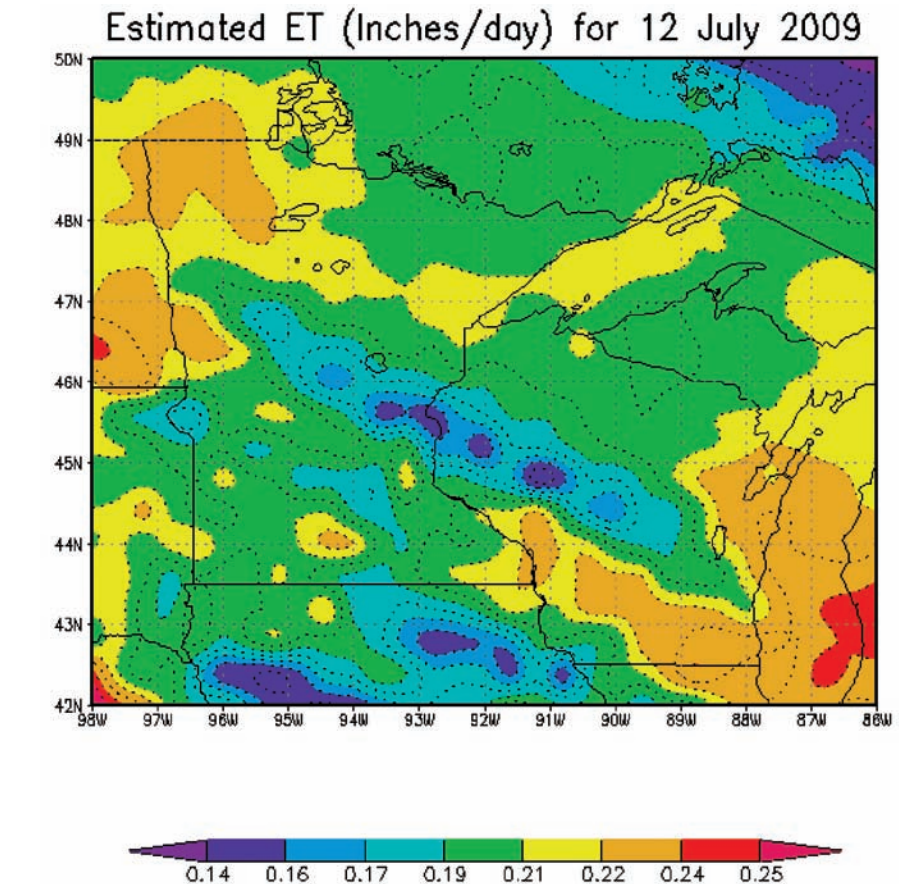 Estimated ET (Inches/day) for 12 July 2009
50N
49N
48N
47N
46N
45N
44N
43N
42N
98W 97W 96W 95W 94W 93W 92W 91W 90W 89W 88W 87W 86W
0.14 0.16 0.17 0.19 0.21 0.22 0.24 0.25